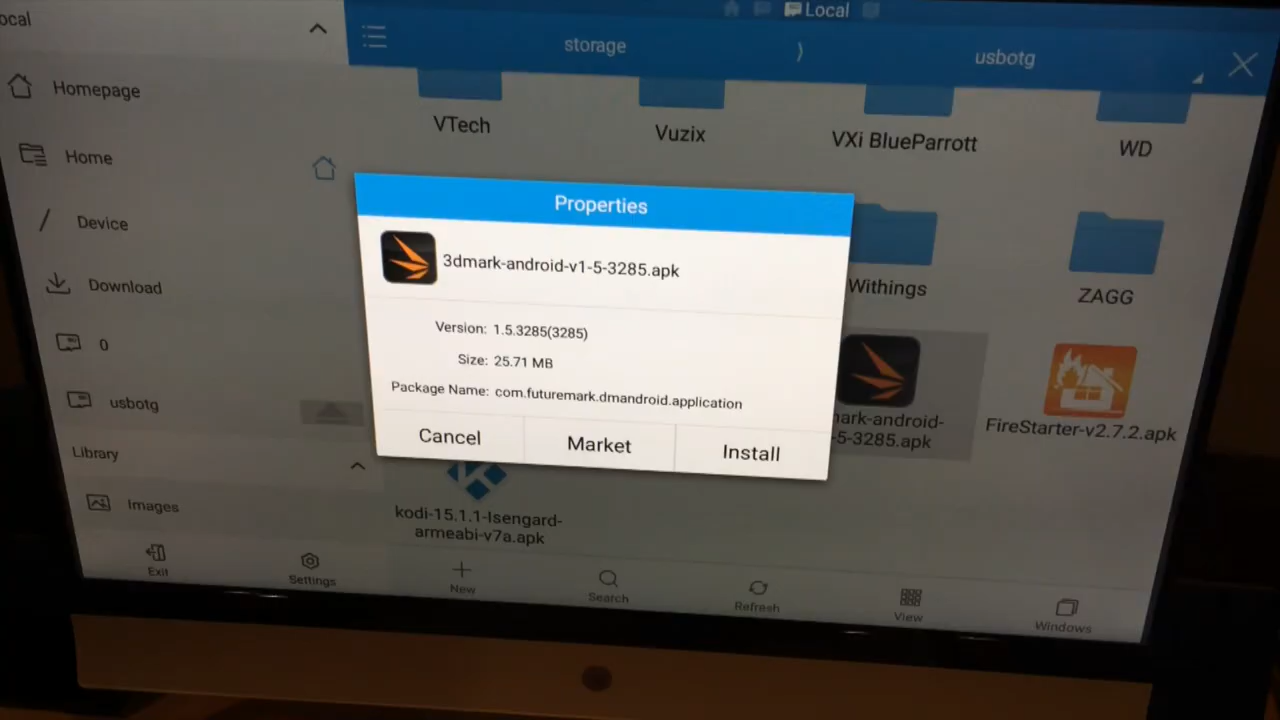 ocal
Local
storage
usbotg
Homepage
Home
Device
Download
0
usbotg
Library
Images
VTech
Vuzix
VXi BlueParrott
WD
Withings
ZAGG
Properties
3dmark-android-v1-5-3285.apk
Version: 1.5.3285(3285)
Size: 25.71 MB
Package Name: com.futuremark.dmandroid.application
Cancel
Market
Install
nark-android-
-5-3285.apk
FireStarter-v2.7.2.apk
kodi-15.1.1-Isengard-
armeabi-v7a.apk
Exit
Settings
New
Search
Refresh
View
Windows